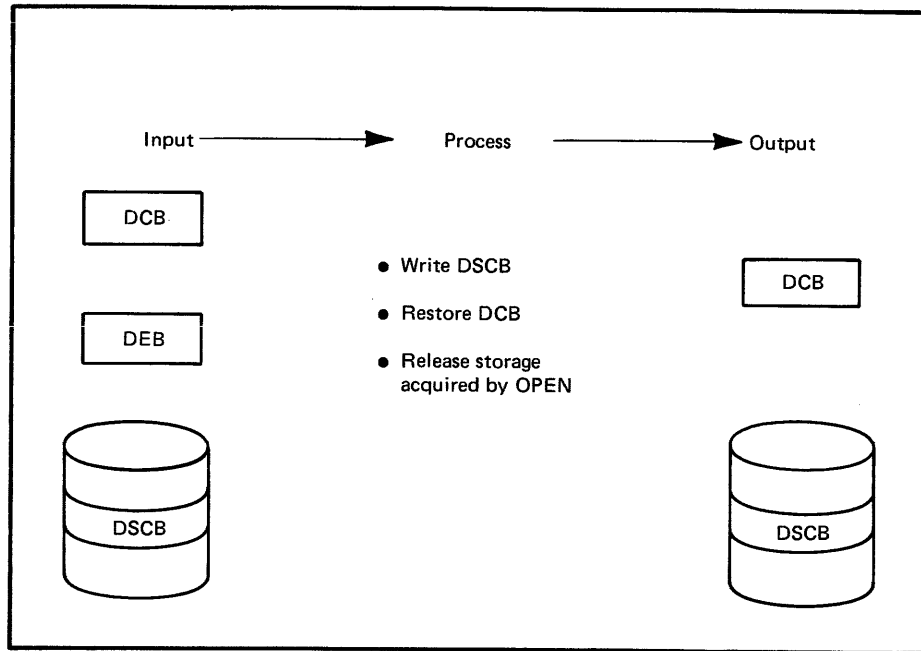 Input
Process
Output
DCB
DEB
DSCB
● Write DSCB
● Restore DCB
● Release storage
acquired by OPEN
DCB
DSCB